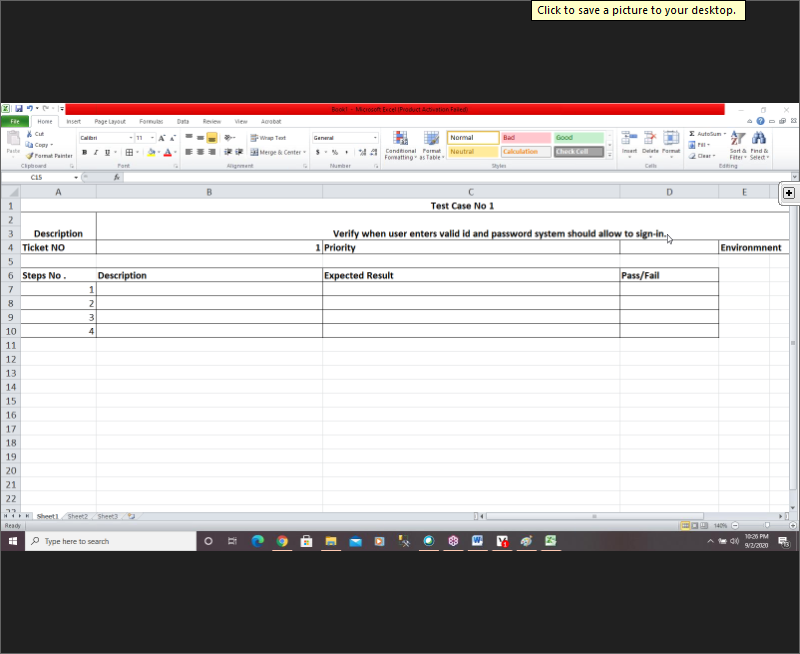 Click to save a picture to your desktop.
Book1 - Microsoft Excel (Product Activation Failed)
File Home Insert Page Layout Formulas Data Review View Acrobat
Cut
Copy
Paste
Format Painter
Calibri 11
B I U
Wrap Text
Merge & Center
General
$ % ,
Conditional Formatting
Format as Table
Normal Bad Good
Neutral Calculation Check Cell
Insert Delete Format
Σ AutoSum
Fill
Clear
Sort & Filter
Find & Select
Clipboard Font Alignment Number Styles Cells Editing
C15 fx
A B C D E
1 Test Case No 1
2
3 Description Verify when user enters valid id and password system should allow to sign-in.
4 Ticket NO 1 Priority Environmnent
5
6 Steps No . Description Expected Result Pass/Fail
7 1
8 2
9 3
10 4
11
12
13
14
15
16
17
18
19
20
21
22
Sheet1 Sheet2 Sheet3
Ready 140%
Type here to search
10:26 PM
9/2/2020